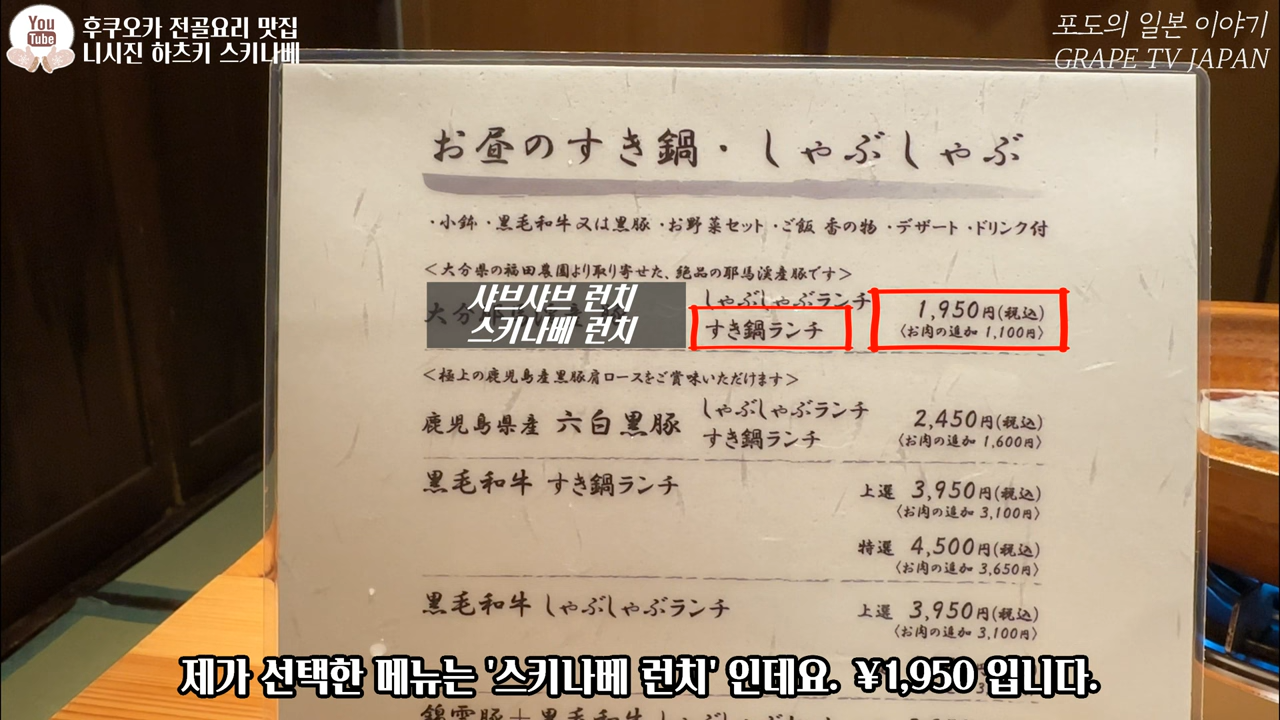 You
Tube
후쿠오카 전골요리 맛집
니시진 하츠키 스키나베
포도의 일본 이야기
GRAPE TV JAPAN
お昼のすき鍋・しゃぶしゃぶ
・小鉢・黒毛和牛又は黒豚・お野菜セット・ご飯 香の物・デザート・ドリンク付
<大分県の福田農園より取り寄せた、絶品の耶馬渓産豚です>
샤브샤브 런치
스키나베 런치
しゃぶしゃぶランチ
すき鍋ランチ
1,950円(税込)
〈お肉の追加 1,100円〉
<極上の鹿児島産黒豚肩ロースをご賞味いただけます>
鹿児島県産 六白黒豚
しゃぶしゃぶランチ
すき鍋ランチ
2,450円(税込)
〈お肉の追加 1,600円〉
黒毛和牛 すき鍋ランチ
上選 3,950円(税込)
〈お肉の追加 3,100円〉
特選 4,500円(税込)
〈お肉の追加 3,650円〉
黒毛和牛 しゃぶしゃぶランチ
上選 3,950円(税込)
〈お肉の追加 3,100円〉
제가 선택한 메뉴는 '스키나베 런치' 인데요. ¥1,950 입니다.